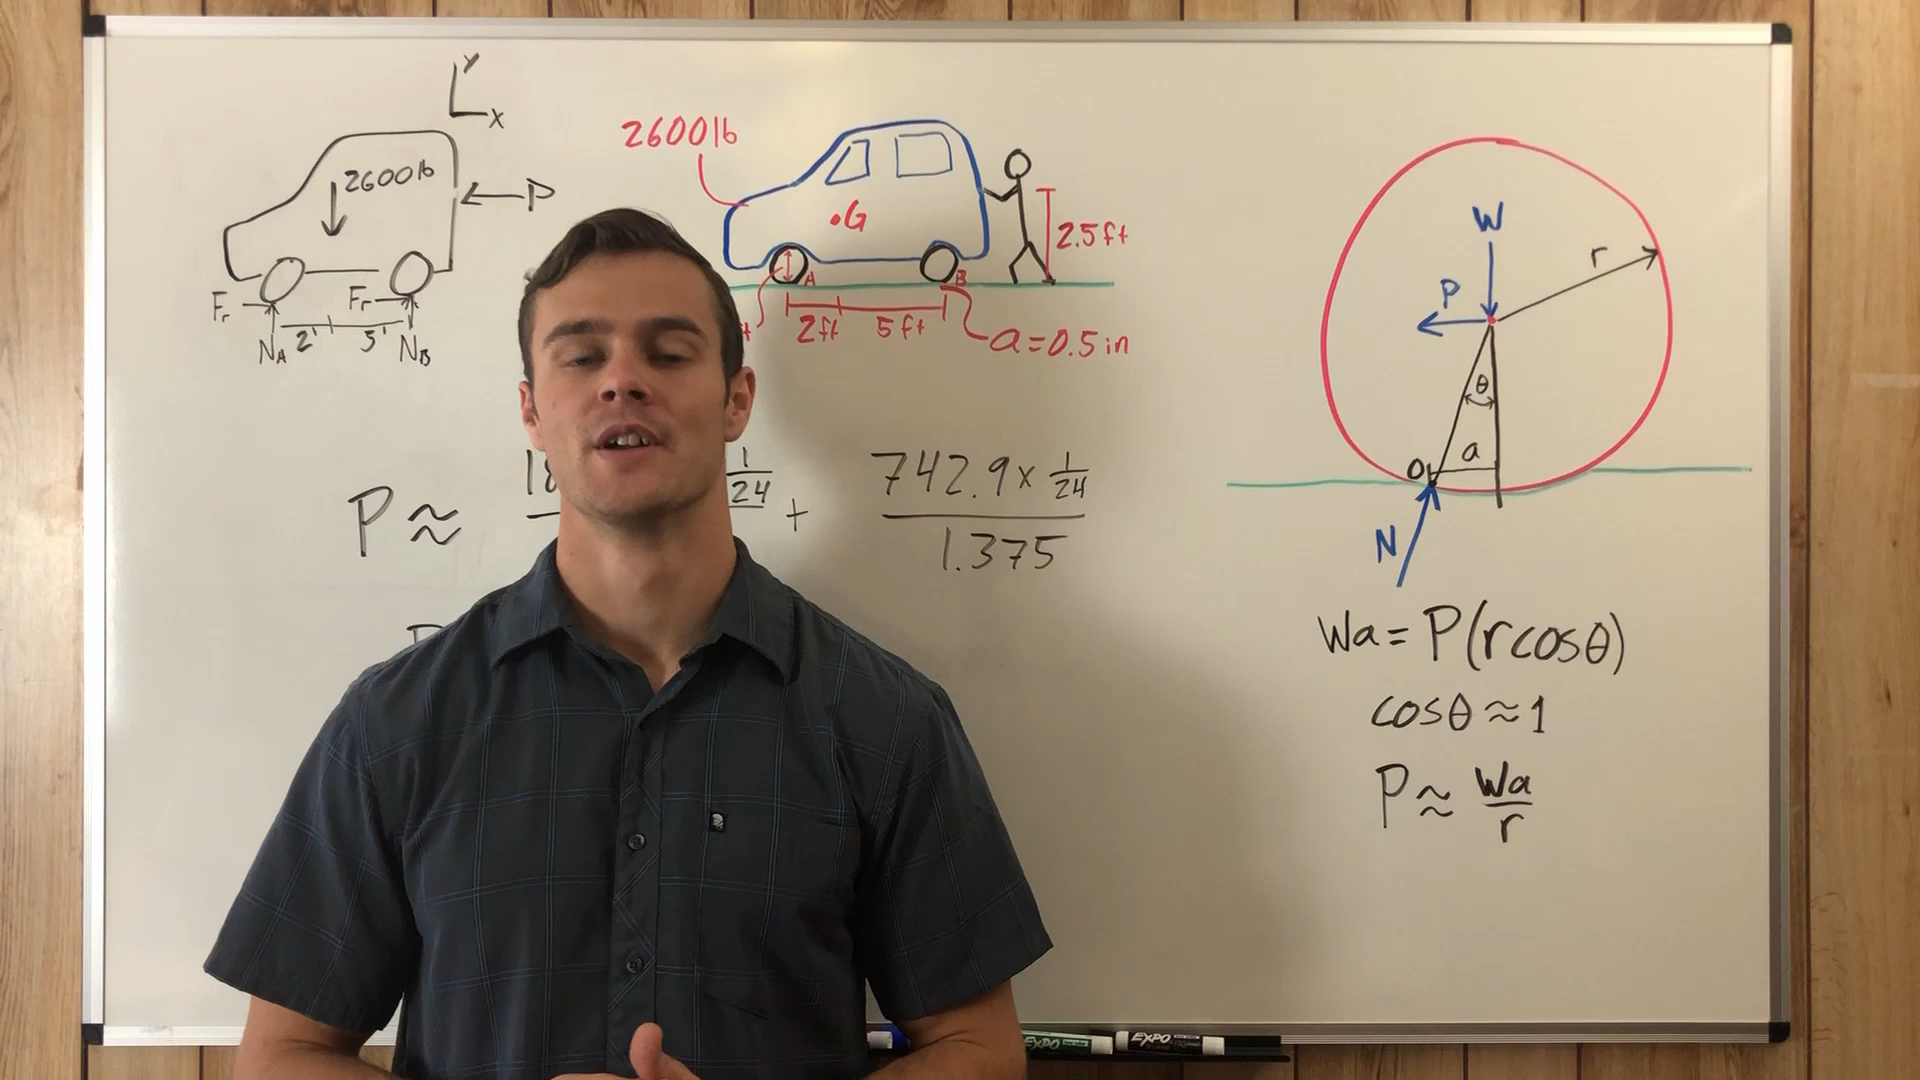 Y
X
2600lb
←P
Fr
Fr
NA 2' 5' NB
2600lb
•G
2.5ft
A
B
2ft 5ft
a=0.5in
P ≈
1/24 + 742.9 x 1/24
1.375
W
P
r
θ
a
O
N
Wa = P(rcosθ)
cosθ ≈ 1
P ≈ Wa/r
EXPO
EXPO